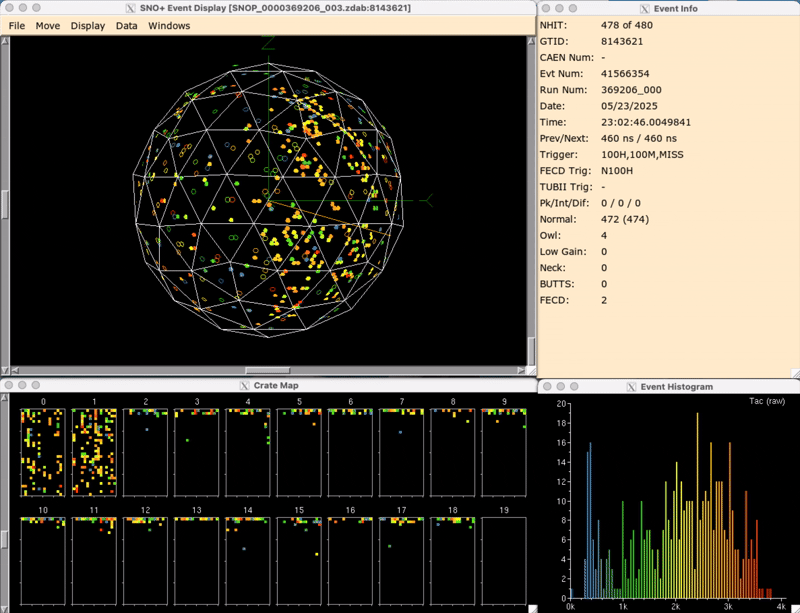 SNO+ Event Display [SNOP_0000369206_003.zdab:8143621]
File Move Display Data Windows
Z
Y
Event Info
NHIT: 478 of 480
GTID: 8143621
CAEN Num: -
Evt Num: 41566354
Run Num: 369206_000
Date: 05/23/2025
Time: 23:02:46.0049841
Prev/Next: 460 ns / 460 ns
Trigger: 100H,100M,MISS
FECD Trig: N100H
TUBII Trig: -
Pk/Int/Dif: 0 / 0 / 0
Normal: 472 (474)
Owl: 4
Low Gain: 0
Neck: 0
BUTTS: 0
FECD: 2
Crate Map
0 1 2 3 4 5 6 7 8 9
10 11 12 13 14 15 16 17 18 19
Event Histogram
Tac (raw)
20
18
16
14
12
10
8
6
4
2
0
0k 1k 2k 3k 4k